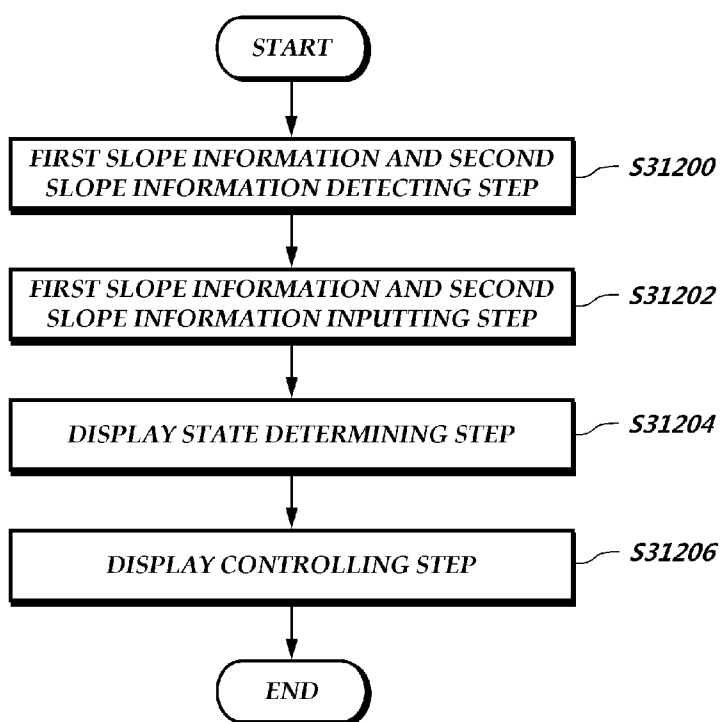 START
FIRST SLOPE INFORMATION AND SECOND
SLOPE INFORMATION DETECTING STEP
S31200
FIRST SLOPE INFORMATION AND SECOND
SLOPE INFORMATION INPUTTING STEP
S31202
DISPLAY STATE DETERMINING STEP
S31204
DISPLAY CONTROLLING STEP
S31206
END